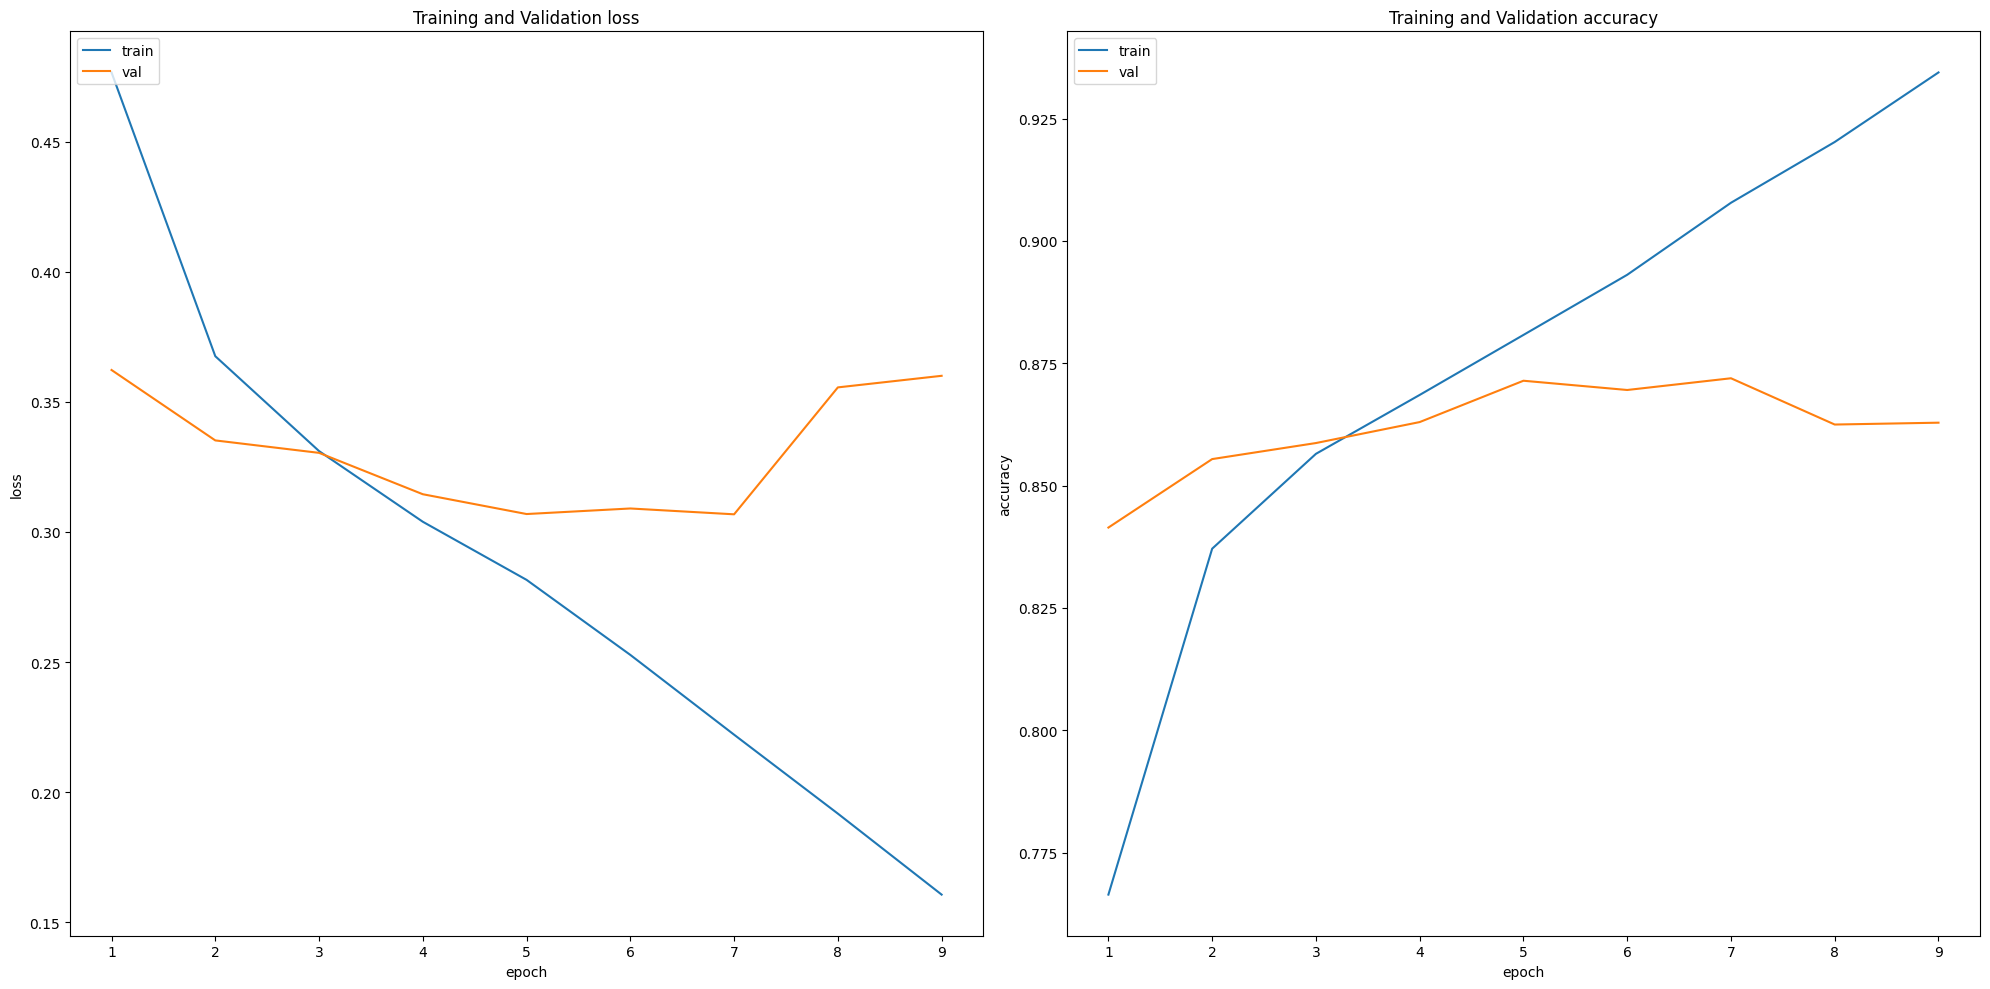 Training and Validation loss
train
val
0.45
0.40
0.35
0.30
0.25
0.20
0.15
loss
1 2 3 4 5 6 7 8 9
epoch
Training and Validation accuracy
train
val
0.925
0.900
0.875
0.850
0.825
0.800
0.775
accuracy
1 2 3 4 5 6 7 8 9
epoch